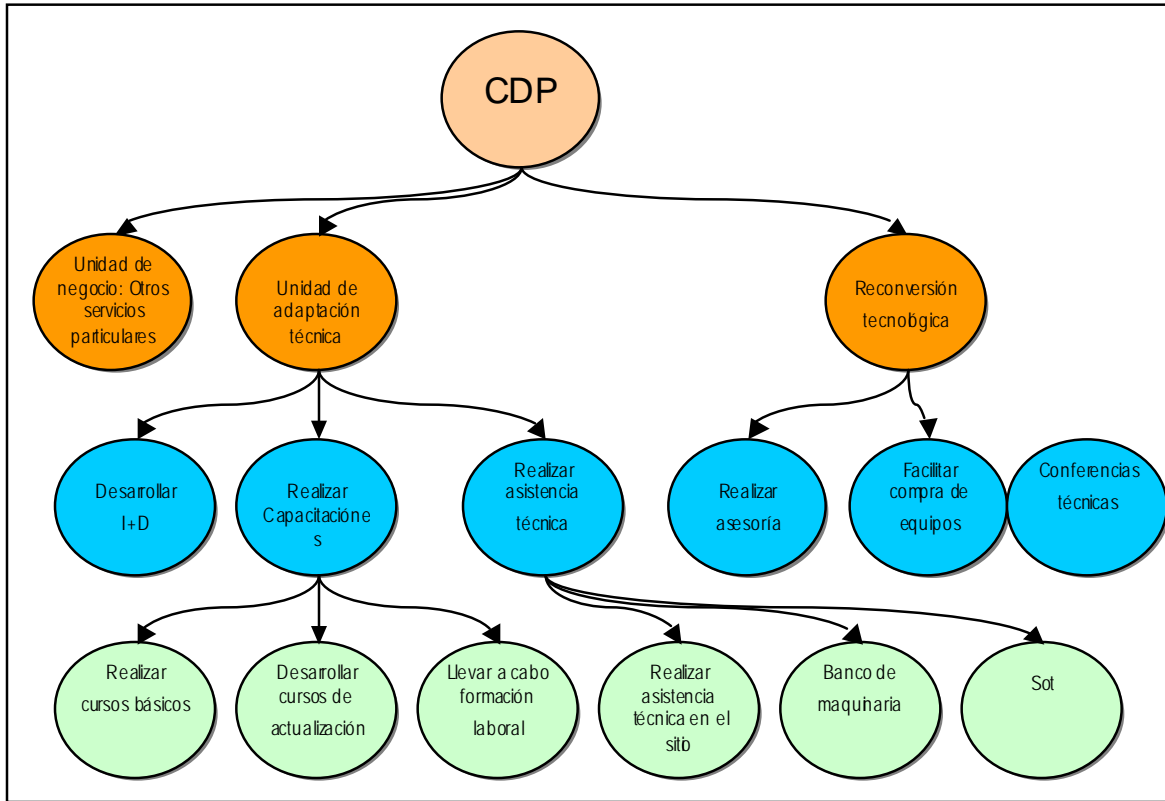 CDP
Unidad de
negocio: Otros
servicios
particulares
Unidad de
adaptación
técnica
Reconversión
tecnológica
Desarrollar
I+D
Realizar
Capacitacióne
s
Realizar
asistencia
técnica
Realizar
asesoría
Facilitar
compra de
equipos
Conferencias
técnicas
Realizar
cursos básicos
Desarrollar
cursos de
actualización
Llevar a cabo
formación
laboral
Realizar
asistencia
técnica en el
sitio
Banco de
maquinaria
Sot